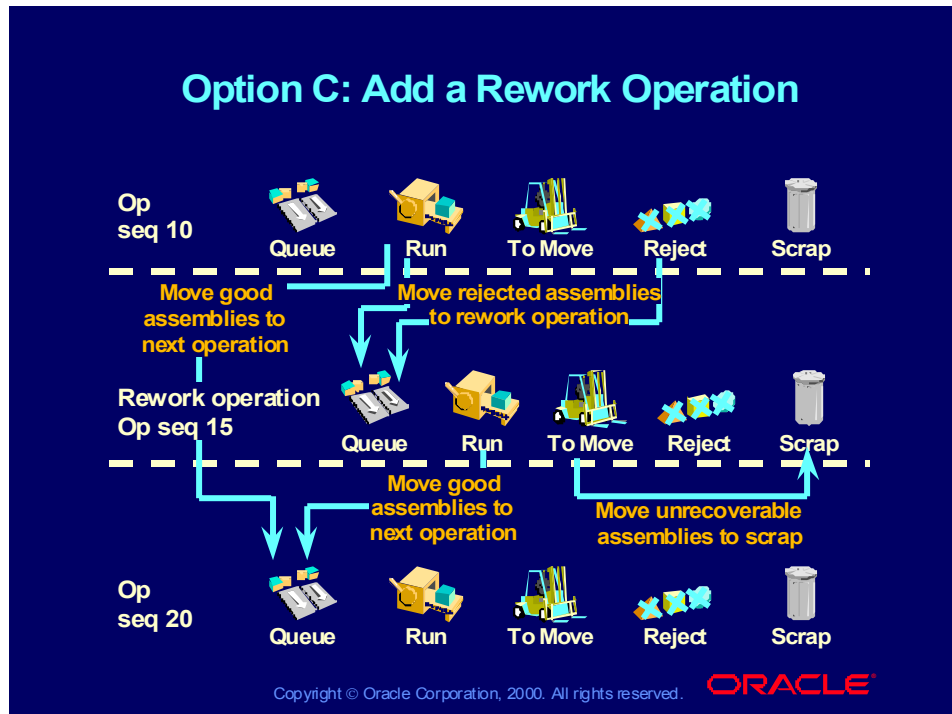 Option C: Add a Rework Operation
Op
seq 10
Queue
Run
To Move
Reject
Scrap
Move good
assemblies to
next operation
Move rejected assemblies
to rework operation
Rework operation
Op seq 15
Queue
Run
To Move
Reject
Scrap
Move good
assemblies to
next operation
Move unrecoverable
assemblies to scrap
Op
seq 20
Queue
Run
To Move
Reject
Scrap
Copyright © Oracle Corporation, 2000. All rights reserved.
ORACLE®